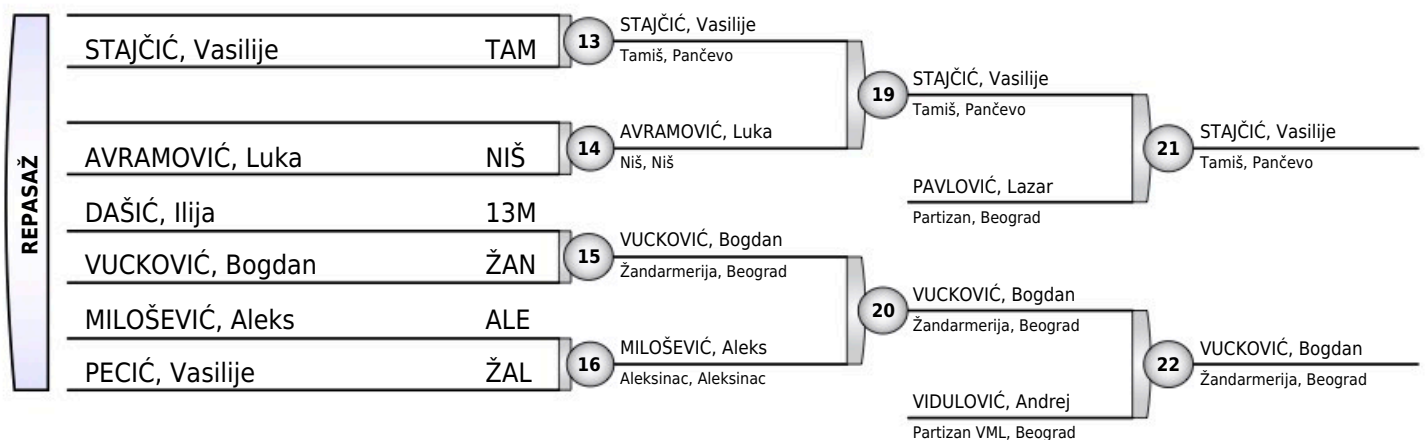 REPASAŽ
STAJČIĆ, Vasilije TAM
AVRAMOVIĆ, Luka NIŠ
DAŠIĆ, Ilija 13M
VUCKOVIĆ, Bogdan ŽAN
MILOŠEVIĆ, Aleks ALE
PECIĆ, Vasilije ŽAL
13
STAJČIĆ, Vasilije
Tamiš, Pančevo
14
AVRAMOVIĆ, Luka
Niš, Niš
15
VUCKOVIĆ, Bogdan
Žandarmerija, Beograd
16
MILOŠEVIĆ, Aleks
Aleksinac, Aleksinac
19
STAJČIĆ, Vasilije
Tamiš, Pančevo
PAVLOVIĆ, Lazar
Partizan, Beograd
20
VUCKOVIĆ, Bogdan
Žandarmerija, Beograd
VIDULOVIĆ, Andrej
Partizan VML, Beograd
21
STAJČIĆ, Vasilije
Tamiš, Pančevo
22
VUCKOVIĆ, Bogdan
Žandarmerija, Beograd